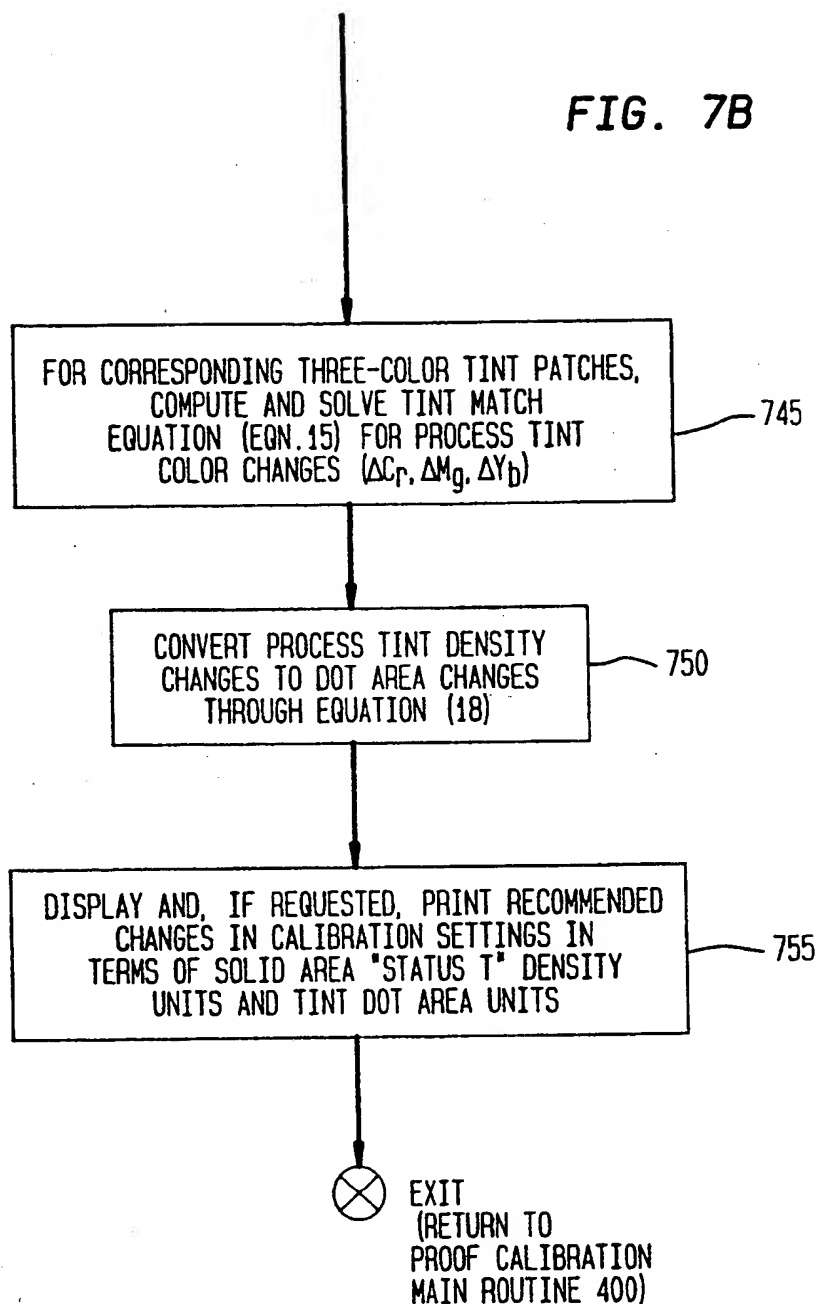 FIG. 7B
FOR CORRESPONDING THREE-COLOR TINT PATCHES,
COMPUTE AND SOLVE TINT MATCH
EQUATION (EQN.15) FOR PROCESS TINT
COLOR CHANGES (ΔCr, ΔMg, ΔYb)
745
CONVERT PROCESS TINT DENSITY
CHANGES TO DOT AREA CHANGES
THROUGH EQUATION (18)
750
DISPLAY AND, IF REQUESTED, PRINT RECOMMENDED
CHANGES IN CALIBRATION SETTINGS IN
TERMS OF SOLID AREA "STATUS T" DENSITY
UNITS AND TINT DOT AREA UNITS
755
EXIT
(RETURN TO
PROOF CALIBRATION
MAIN ROUTINE 400)